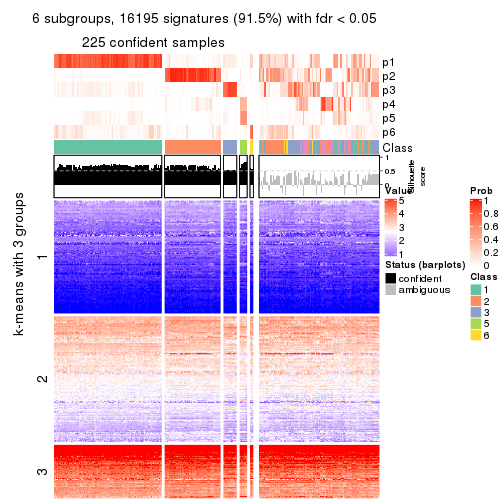 6 subgroups, 16195 signatures (91.5%) with fdr < 0.05
225 confident samples
p1
p2
p3
p4
p5
p6
Class
1
0.5
0
Silhouette
score
k-means with 3 groups
1
2
3
Value
5
4
3
2
1
Status (barplots)
confident
ambiguous
Prob
1
0.8
0.6
0.4
0.2
0
Class
1
2
3
5
6